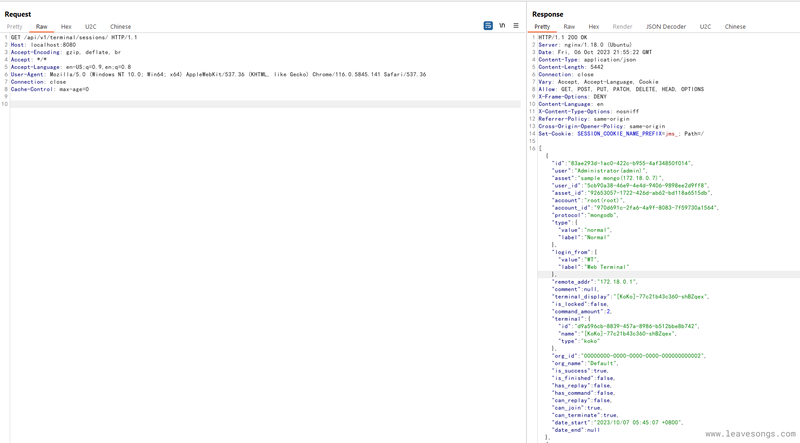 Request
Pretty Raw Hex U2C Chinese
\n
1 GET /api/v1/terminal/sessions/ HTTP/1.1
2 Host: localhost:8080
3 Accept-Encoding: gzip, deflate, br
4 Accept: */*
5 Accept-Language: en-US;q=0.9,en;q=0.8
6 User-Agent: Mozilla/5.0 (Windows NT 10.0; Win64; x64) AppleWebKit/537.36 (KHTML, like Gecko) Chrome/116.0.5845.141 Safari/537.36
7 Connection: close
8 Cache-Control: max-age=0
9
10
Response
Pretty Raw Hex Render JSON Decoder U2C Chinese
1 HTTP/1.1 200 OK
2 Server: nginx/1.18.0 (Ubuntu)
3 Date: Fri, 06 Oct 2023 21:55:22 GMT
4 Content-Type: application/json
5 Content-Length: 5442
6 Connection: close
7 Vary: Accept, Accept-Language, Cookie
8 Allow: GET, POST, PUT, PATCH, DELETE, HEAD, OPTIONS
9 X-Frame-Options: DENY
10 Content-Language: en
11 X-Content-Type-Options: nosniff
12 Referrer-Policy: same-origin
13 Cross-Origin-Opener-Policy: same-origin
14 Set-Cookie: SESSION_COOKIE_NAME_PREFIX=jms_; Path=/
15
16 [
{
"id":"83ae293d-1ac0-422c-b955-4af34850f014",
"user":"Administrator(admin)",
"asset":"sample mongo(172.18.0.7)",
"user_id":"5cb90a38-46e9-4e4d-9406-9898ee2d9ff8",
"asset_id":"92653057-1722-426d-ab62-bd118a6515db",
"account":"root(root)",
"account_id":"970d691c-2fa6-4a9f-8083-7f59730a1564",
"protocol":"mongodb",
"type":{
"value":"normal",
"label":"Normal"
},
"login_from":{
"value":"WT",
"label":"Web Terminal"
},
"remote_addr":"172.18.0.1",
"comment":null,
"terminal_display":"[KoKo]-77c21b43c360-shBZqex",
"is_locked":false,
"command_amount":2,
"terminal":{
"id":"d9a596cb-8839-457a-8986-b512bbe8b742",
"name":"[KoKo]-77c21b43c360-shBZqex",
"type":"koko"
},
"org_id":"00000000-0000-0000-0000-000000000002",
"org_name":"Default",
"is_success":true,
"is_finished":false,
"has_replay":false,
"has_command":false,
"can_replay":false,
"can_join":true,
"can_terminate":true,
"date_start":"2023/10/07 05:45:07 +0800",
"date_end":null
},
www.leavesongs.com